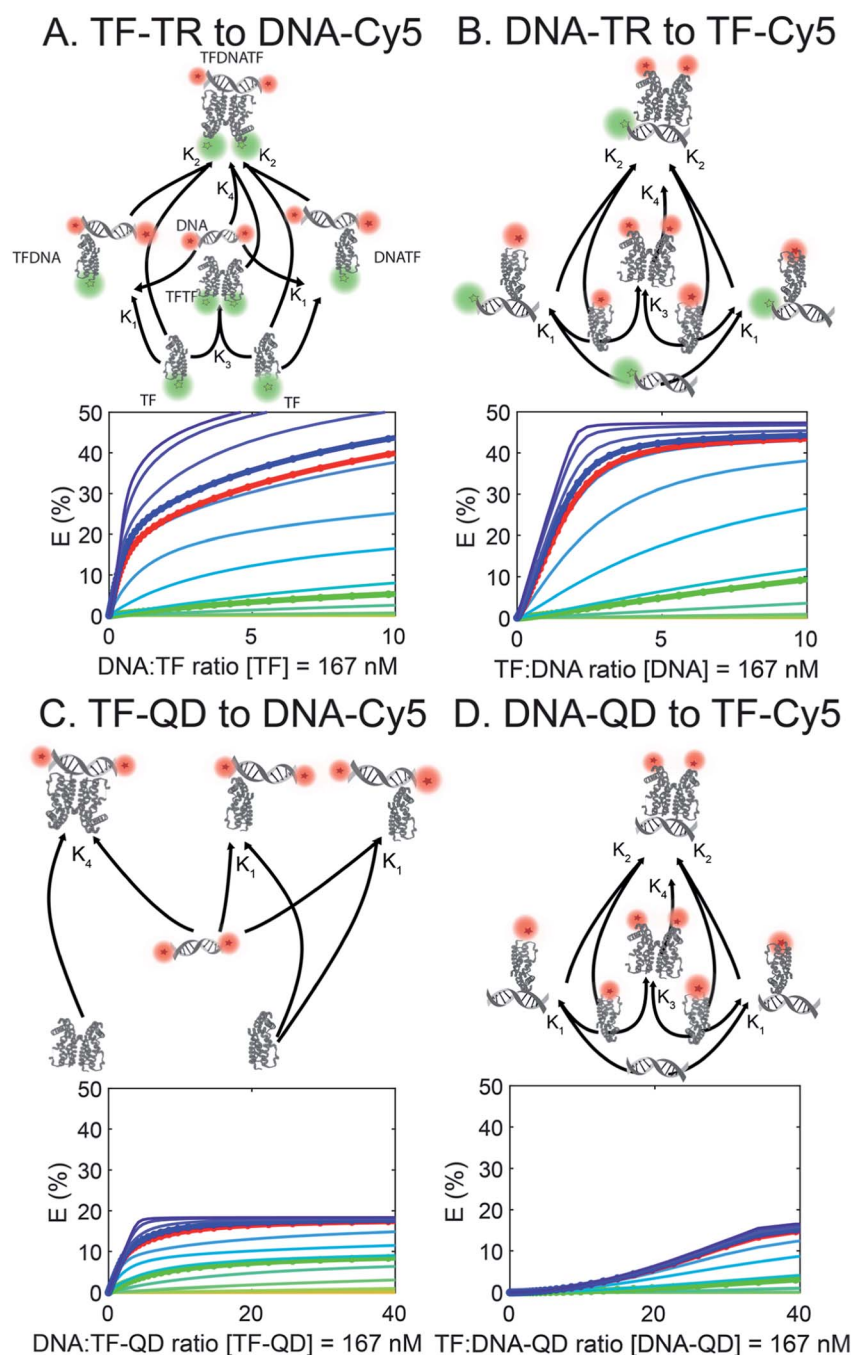 A. TF-TR to DNA-Cy5
TFDNATF
K2 K2
K4
TFDNA DNA DNATF
TFTF
K1 K1
K3
TF TF
50
40
30
20
10
0
E (%)
0 5 10
DNA:TF ratio [TF] = 167 nM
B. DNA-TR to TF-Cy5
K2 K2
K4
K3
K1 K1
50
40
30
20
10
0
E (%)
0 5 10
TF:DNA ratio [DNA] = 167 nM
C. TF-QD to DNA-Cy5
K4 K1 K1
50
40
30
20
10
0
E (%)
0 20 40
DNA:TF-QD ratio [TF-QD] = 167 nM
D. DNA-QD to TF-Cy5
K2 K2
K4
K3
K1 K1
50
40
30
20
10
0
E (%)
0 20 40
TF:DNA-QD ratio [DNA-QD] = 167 nM